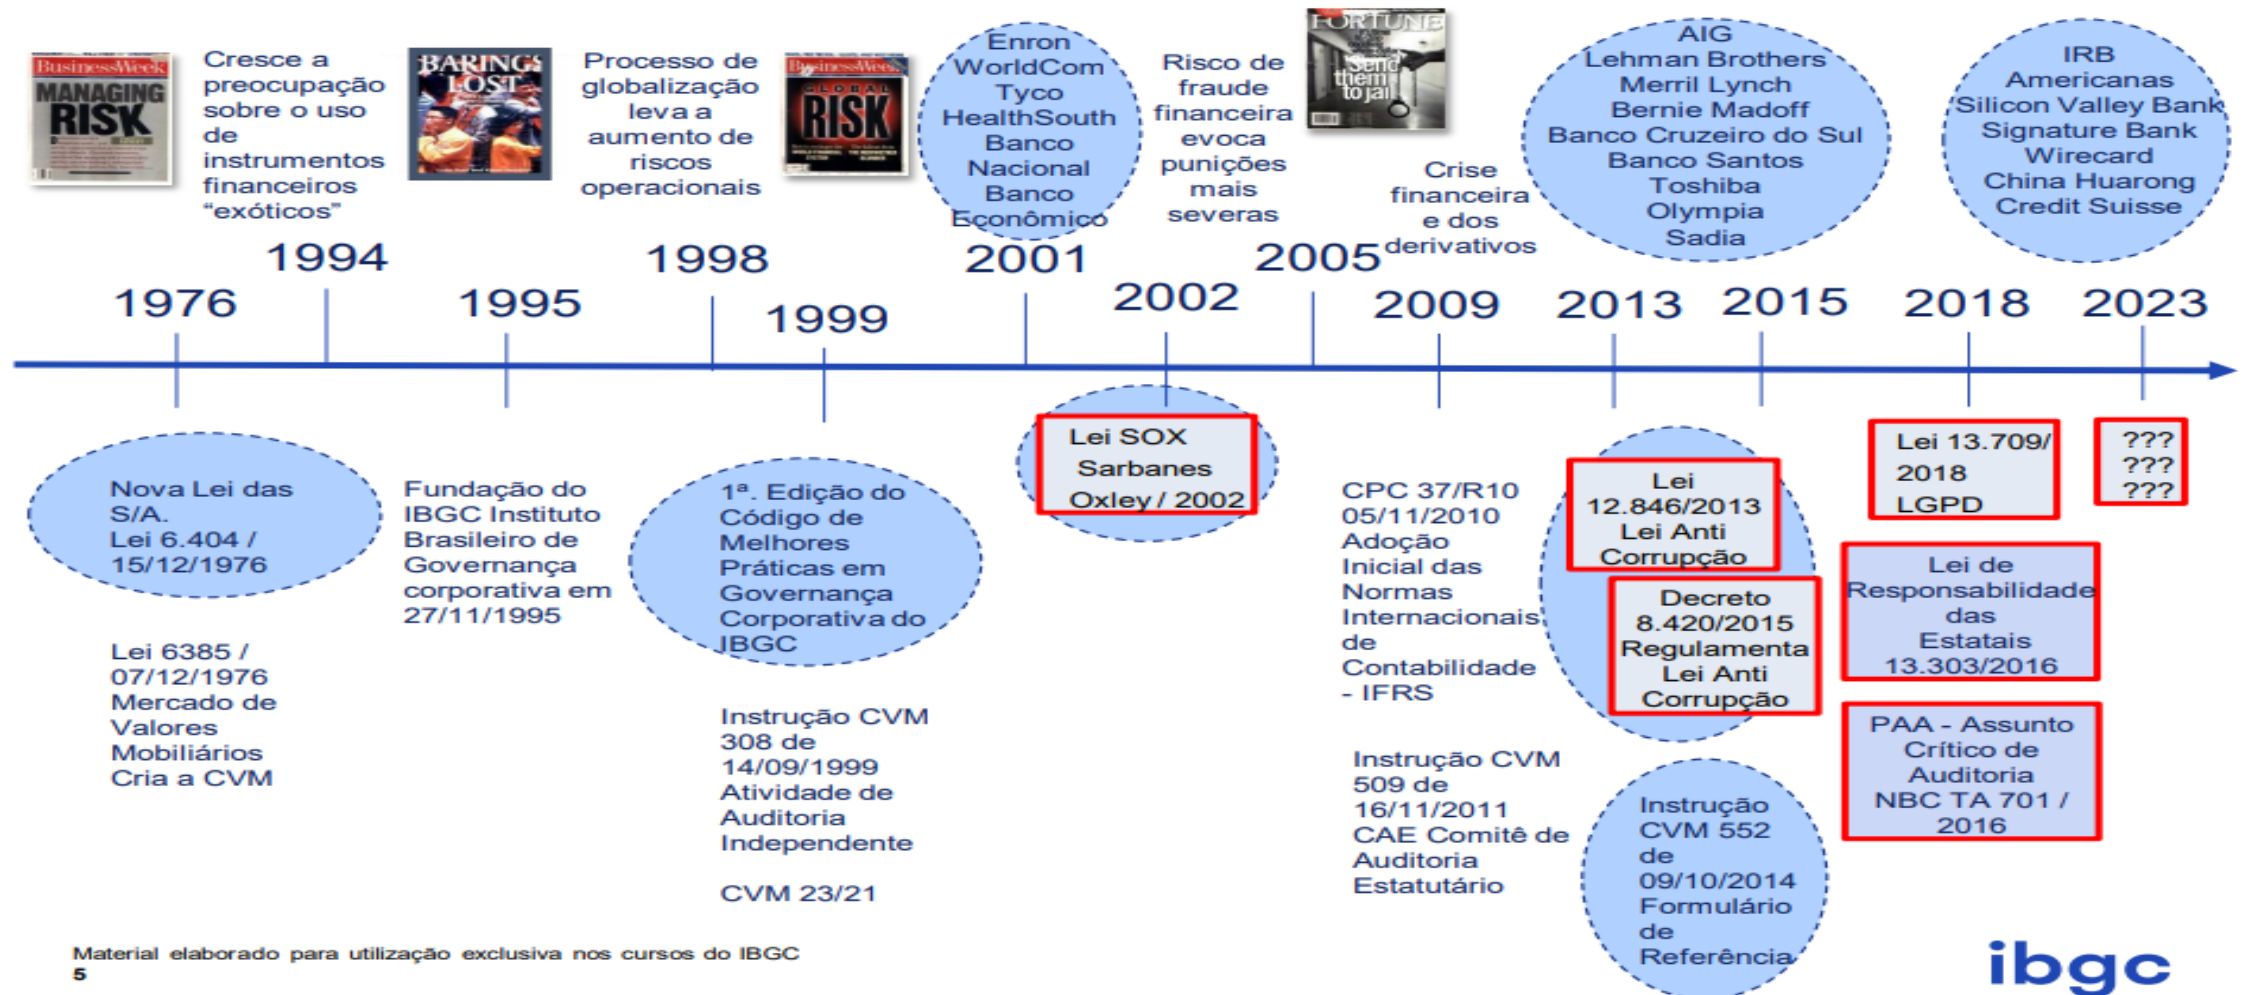 BusinessWeek
MANAGING
RISK
Cresce a
preocupação
sobre o uso
de
instrumentos
financeiros
“exóticos”
BARINGS
LOST
Processo de
globalização
leva a
aumento de
riscos
operacionais
BusinessWeek
GLOBAL
RISK
Enron
WorldCom
Tyco
HealthSouth
Banco
Nacional
Banco
Econômico
Risco de
fraude
financeira
evoca
punições
mais
severas
FORTUNE
Send
them
to jail
Crise
financeira
e dos
derivativos
AIG
Lehman Brothers
Merril Lynch
Bernie Madoff
Banco Cruzeiro do Sul
Banco Santos
Toshiba
Olympia
Sadia
IRB
Americanas
Silicon Valley Bank
Signature Bank
Wirecard
China Huarong
Credit Suisse
1976
1994
1995
1998
1999
2001
2002
2005
2009
2013
2015
2018
2023
Nova Lei das
S/A.
Lei 6.404 /
15/12/1976
Lei 6385 /
07/12/1976
Mercado de
Valores
Mobiliários
Cria a CVM
Fundação do
IBGC Instituto
Brasileiro de
Governança
corporativa em
27/11/1995
1ª. Edição do
Código de
Melhores
Práticas em
Governança
Corporativa do
IBGC
Instrução CVM
308 de
14/09/1999
Atividade de
Auditoria
Independente
CVM 23/21
Lei SOX
Sarbanes
Oxley / 2002
CPC 37/R10
05/11/2010
Adoção
Inicial das
Normas
Internacionais
de
Contabilidade
- IFRS
Instrução CVM
509 de
16/11/2011
CAE Comitê de
Auditoria
Estatutário
Lei
12.846/2013
Lei Anti
Corrupção
Decreto
8.420/2015
Regulamenta
Lei Anti
Corrupção
Instrução
CVM 552
de
09/10/2014
Formulário
de
Referência
Lei 13.709/
2018
LGPD
Lei de
Responsabilidade
das
Estatais
13.303/2016
PAA - Assunto
Crítico de
Auditoria
NBC TA 701 /
2016
???
???
???
Material elaborado para utilização exclusiva nos cursos do IBGC
5
ibgc